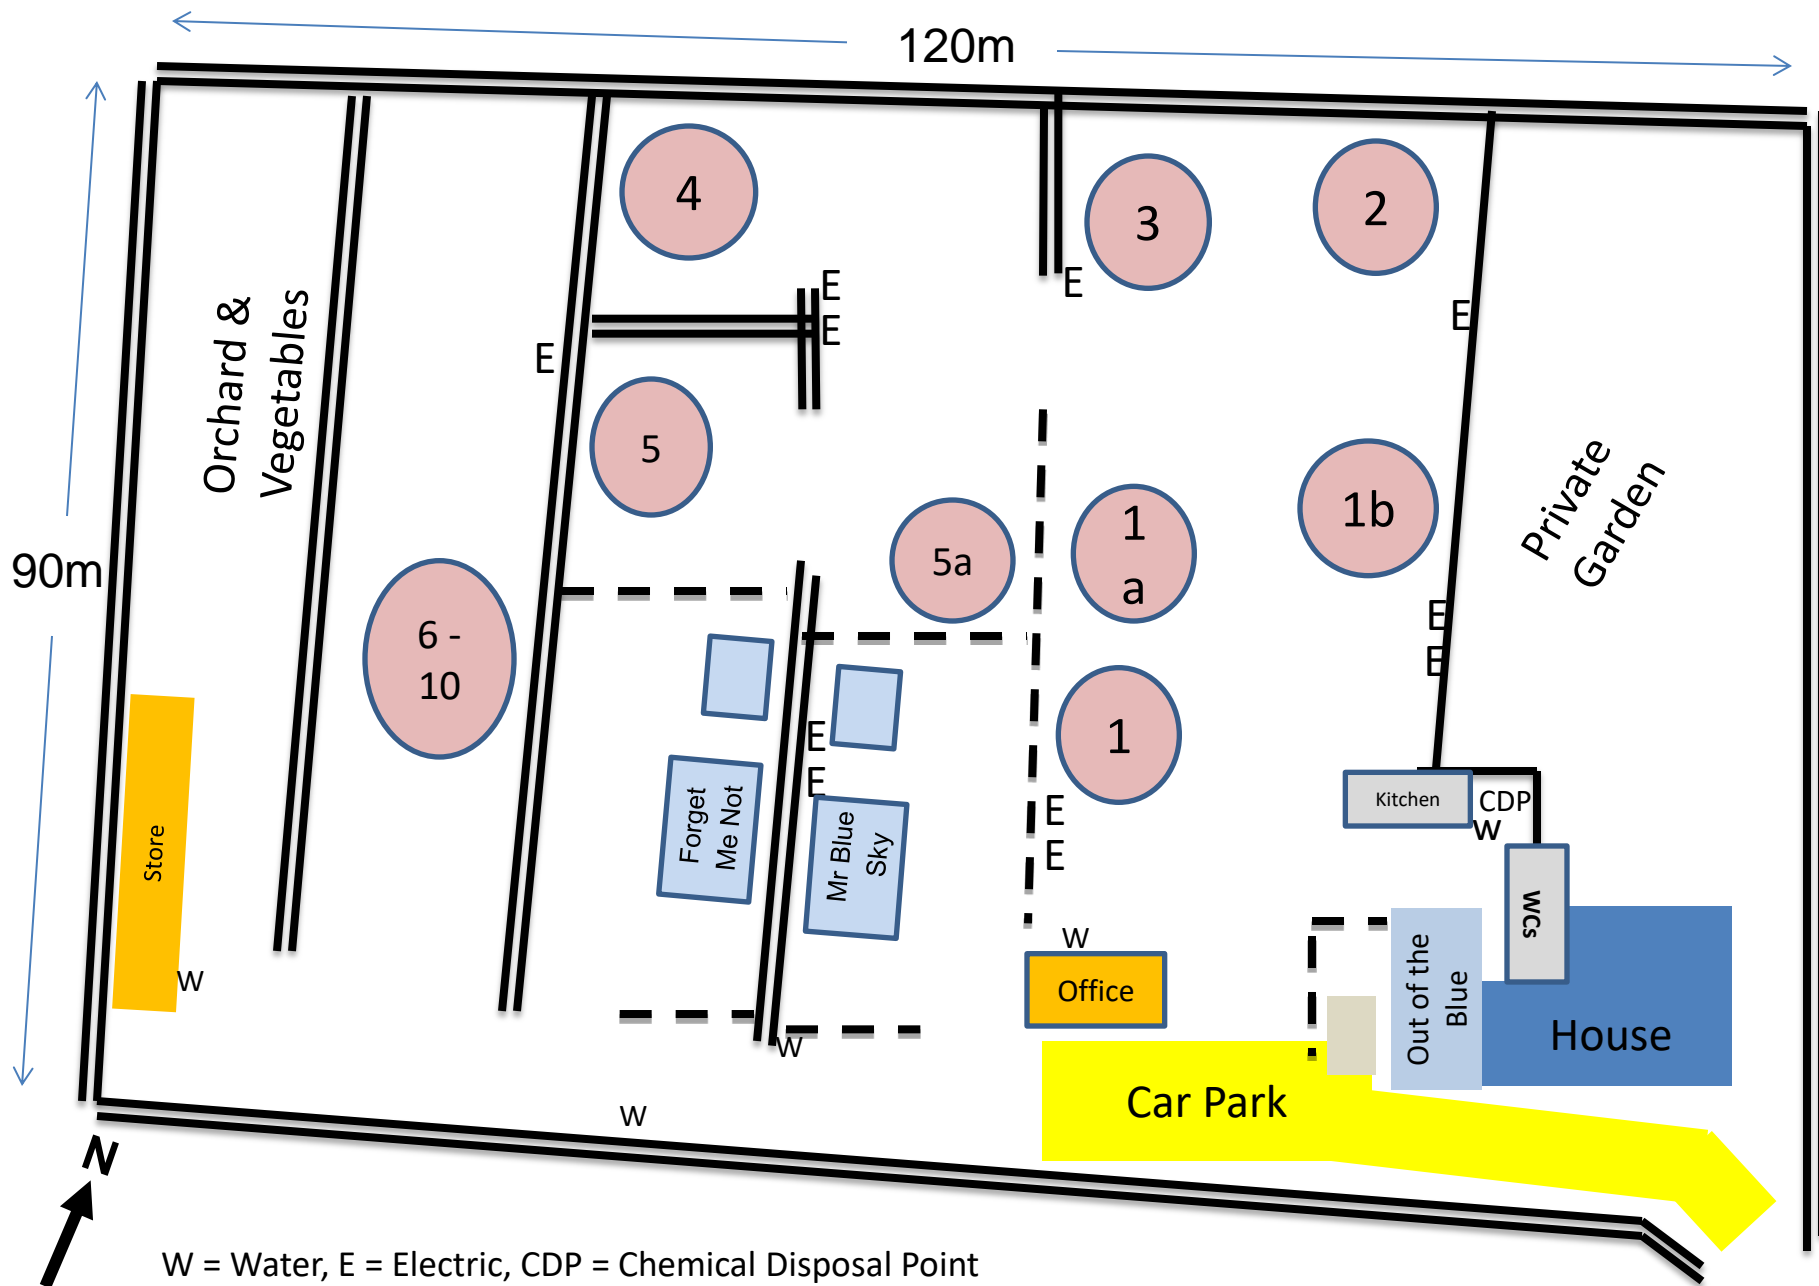 120m
4
3
2
E
E
E
E
E
E
Orchard &
Vegetables
5
1b
Private
Garden
1
a
5a
90m
6 -
10
E
E
1
E
E
E
E
Kitchen
CDP
W
Forget
Me Not
Mr Blue
Sky
Store
WCs
W
W
Office
Out of the
Blue
House
W
Car Park
W
N
W = Water, E = Electric, CDP = Chemical Disposal Point